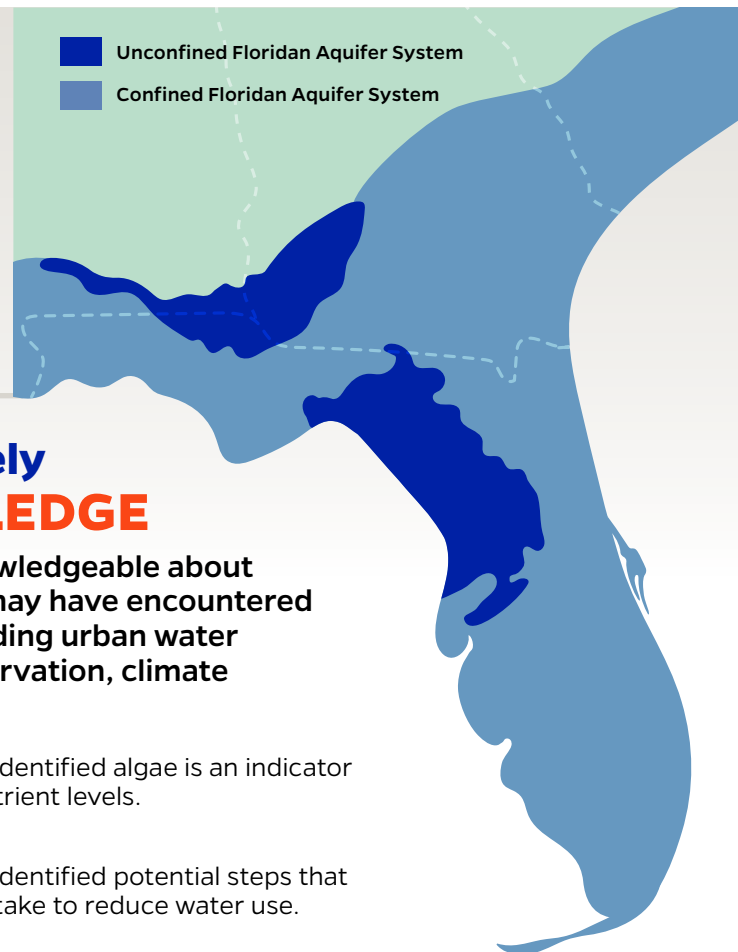 Unconfined Floridan Aquifer System
Confined Floridan Aquifer System
ely
LEDGE
wledgeable about
may have encountered
ding urban water
ervation, climate
dentified algae is an indicator
trient levels.
dentified potential steps that
take to reduce water use.